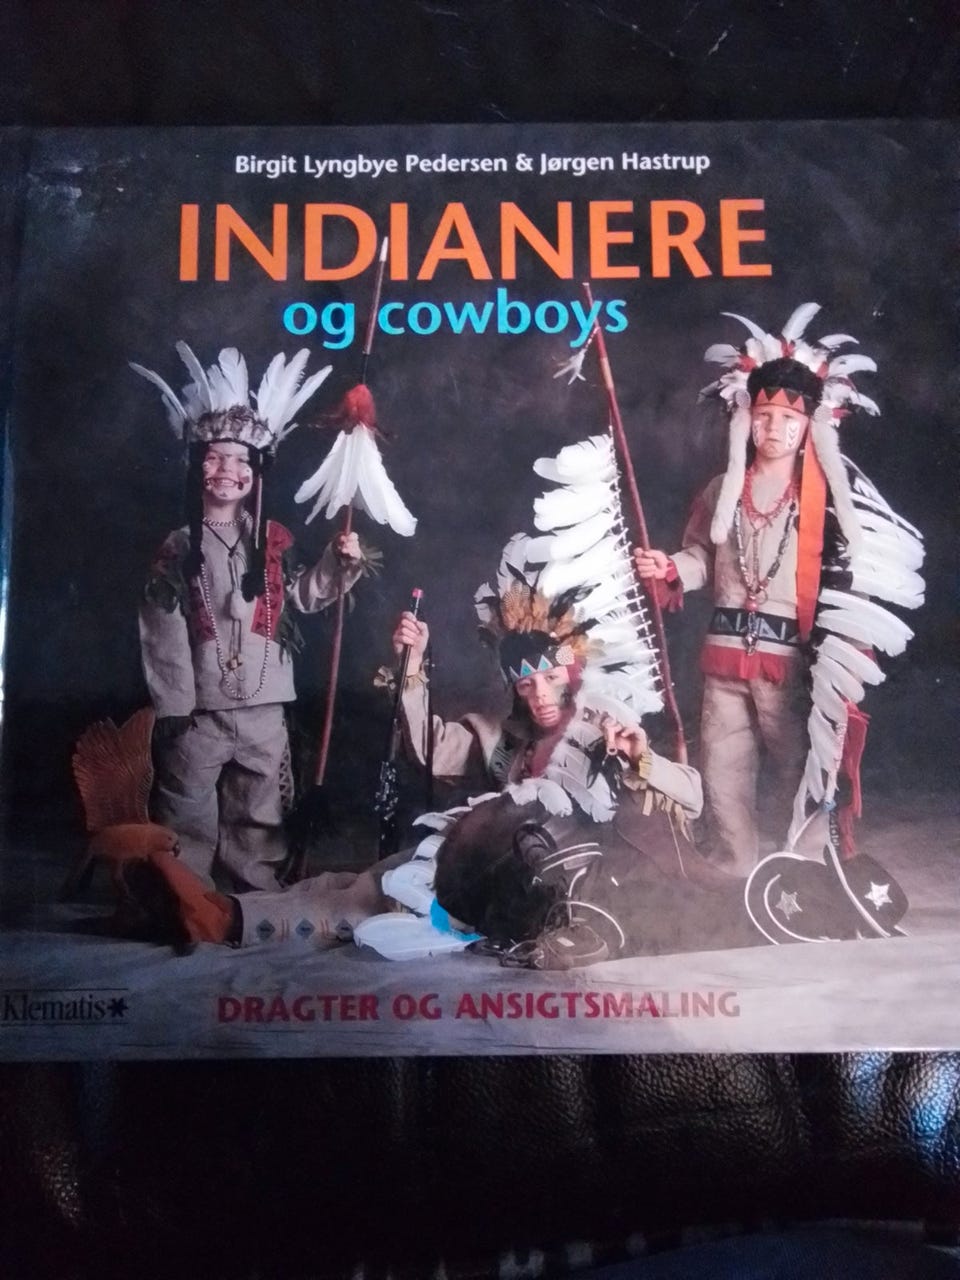 Birgit Lyngbye Pedersen & Jørgen Hastrup
INDIANERE
og cowboys
Klematis*
DRAGTER OG ANSIGTSMALING